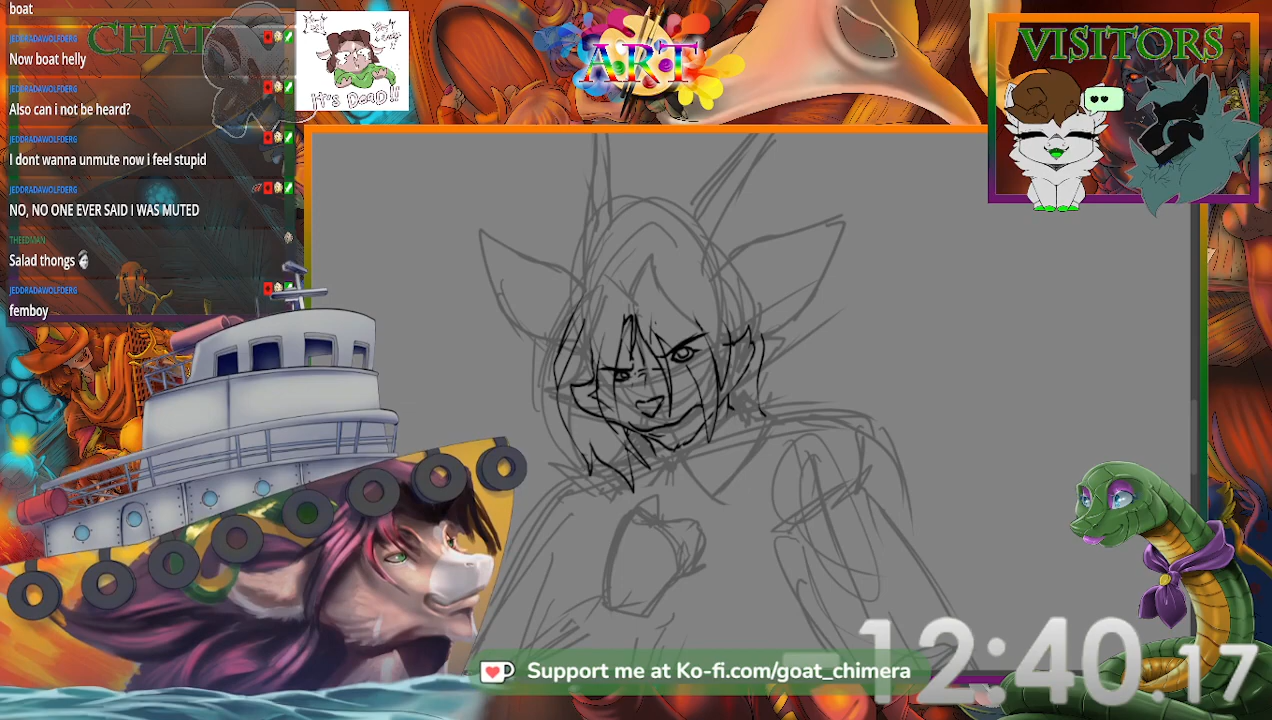 boat
CHAT
JEDDRADAWOLFDERG
Now boat helly
JEDDRADAWOLFDERG
Also can i not be heard?
JEDDRADAWOLFDERG
I dont wanna unmute now i feel stupid
JEDDRADAWOLFDERG
NO, NO ONE EVER SAID I WAS MUTED
THEEDMAN
Salad thongs
JEDDRADAWOLFDERG
femboy
IT'S DEAD!!
ART
VISITORS
Support me at Ko-fi.com/goat_chimera
12:40.17